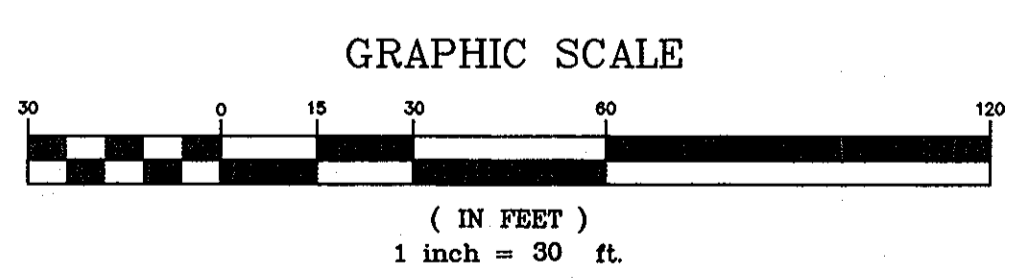 GRAPHIC SCALE
30 0 15 30 60 120
( IN FEET )
1 inch = 30 ft.